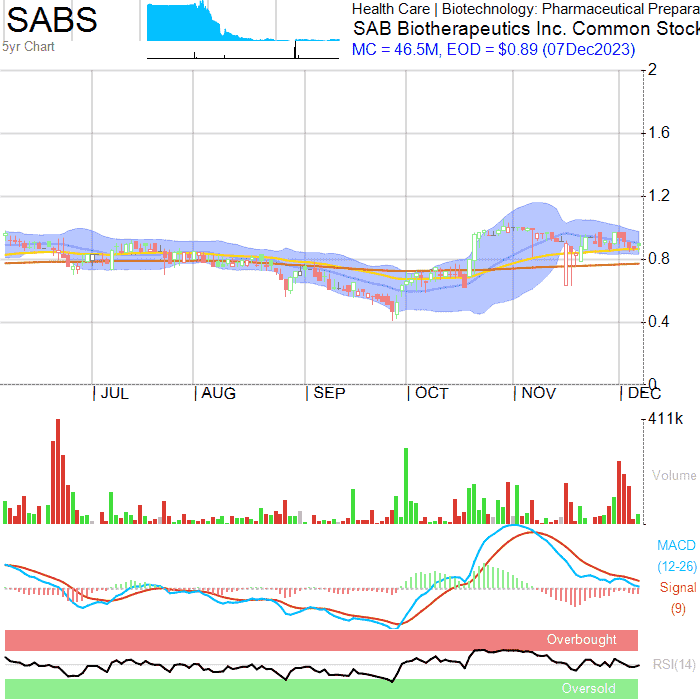 SABS
5yr Chart
Health Care | Biotechnology: Pharmaceutical Prepara
SAB Biotherapeutics Inc. Common Stock
MC = 46.5M, EOD = $0.89 (07Dec2023)
2
1.6
1.2
0.8
0.4
0
JUL AUG SEP OCT NOV DEC
411k
Volume
MACD
(12-26)
Signal
(9)
Overbought
RSI(14)
Oversold